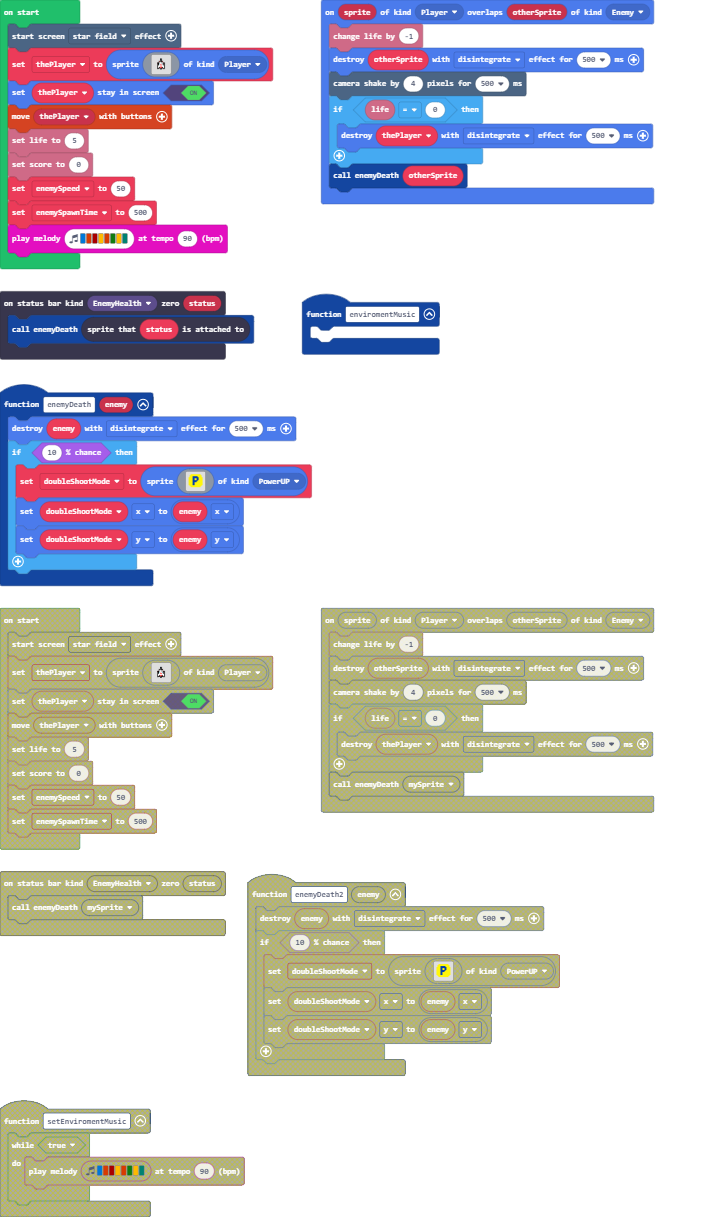 on start
start screen star field effect
set thePlayer to sprite of kind Player
set thePlayer stay in screen ON
move thePlayer with buttons
set life to 5
set score to 0
set enemySpeed to 50
set enemySpawnTime to 500
play melody at tempo 90 (bpm)
on sprite of kind Player overlaps otherSprite of kind Enemy
change life by -1
destroy otherSprite with disintegrate effect for 500 ms
camera shake by 4 pixels for 500 ms
if life = 0 then
destroy thePlayer with disintegrate effect for 500 ms
call enemyDeath otherSprite
on status bar kind EnemyHealth zero status
call enemyDeath sprite that status is attached to
function enviromentMusic
function enemyDeath enemy
destroy enemy with disintegrate effect for 500 ms
if 10 % chance then
set doubleShootMode to sprite P of kind PowerUP
set doubleShootMode x to enemy x
set doubleShootMode y to enemy y
on start
start screen star field effect
set thePlayer to sprite of kind Player
set thePlayer stay in screen ON
move thePlayer with buttons
set life to 5
set score to 0
set enemySpeed to 50
set enemySpawnTime to 500
on sprite of kind Player overlaps otherSprite of kind Enemy
change life by -1
destroy otherSprite with disintegrate effect for 500 ms
camera shake by 4 pixels for 500 ms
if life = 0 then
destroy thePlayer with disintegrate effect for 500 ms
call enemyDeath mySprite
on status bar kind EnemyHealth zero status
call enemyDeath mySprite
function enemyDeath2 enemy
destroy enemy with disintegrate effect for 500 ms
if 10 % chance then
set doubleShootMode to sprite P of kind PowerUP
set doubleShootMode x to enemy x
set doubleShootMode y to enemy y
function setEnviromentMusic
while true
do play melody at tempo 90 (bpm)